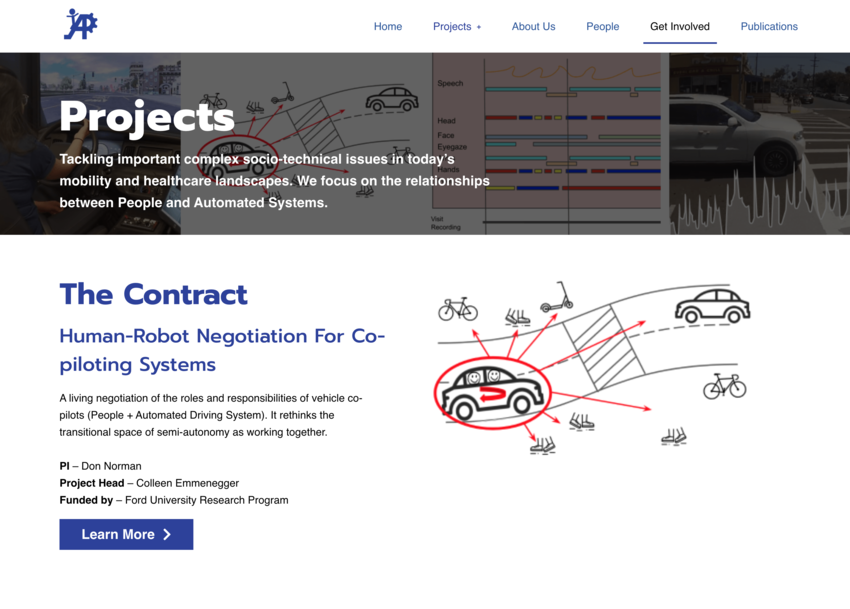 AP
Home
Projects +
About Us
People
Get Involved
Publications
Projects
Tackling important complex socio-technical issues in today's
mobility and healthcare landscapes. We focus on the relationships
between People and Automated Systems.
Speech
Head
Face
Eyegaze
Hands
Visit
Recording
The Contract
Human-Robot Negotiation For Co-
piloting Systems
A living negotiation of the roles and responsibilities of vehicle co-
pilots (People + Automated Driving System). It rethinks the
transitional space of semi-autonomy as working together.
PI – Don Norman
Project Head – Colleen Emmenegger
Funded by – Ford University Research Program
Learn More